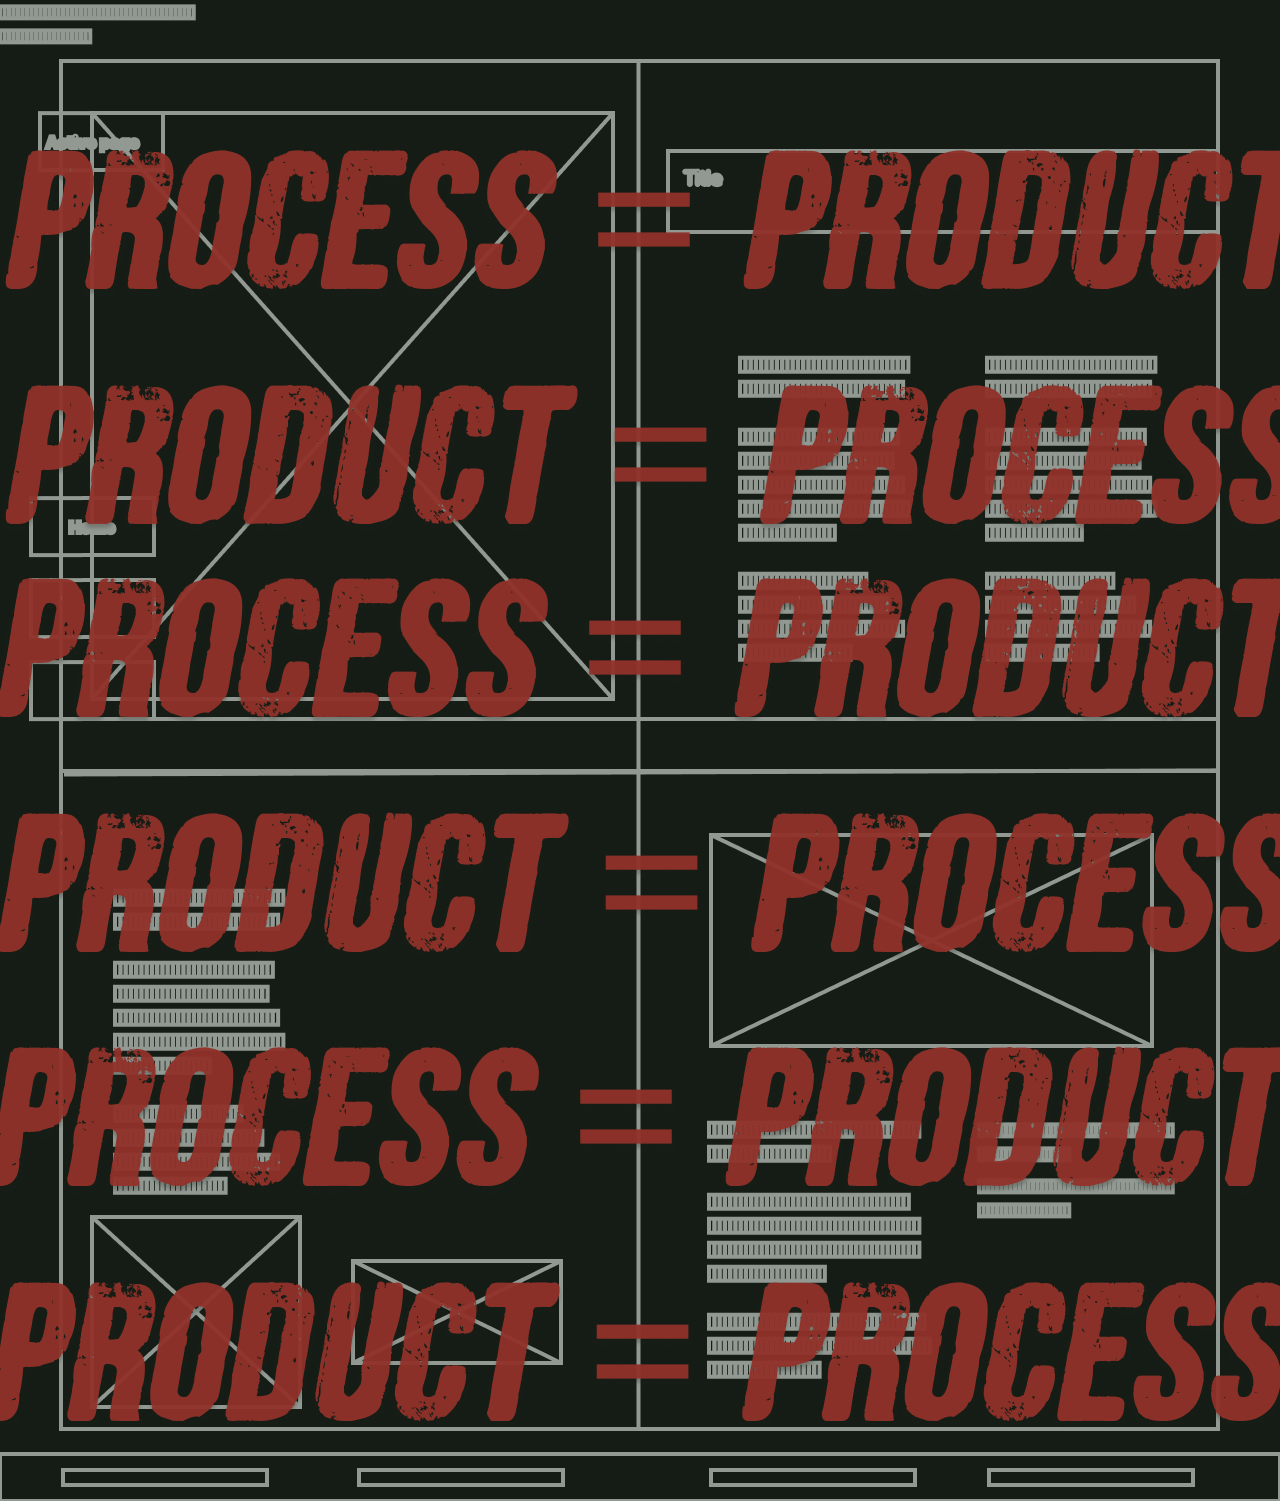 Active page
Title
PROCESS = PRODUCT
PRODUCT = PROCESS
Home
PROCESS = PRODUCT
PRODUCT = PROCESS
PROCESS = PRODUCT
PRODUCT = PROCESS